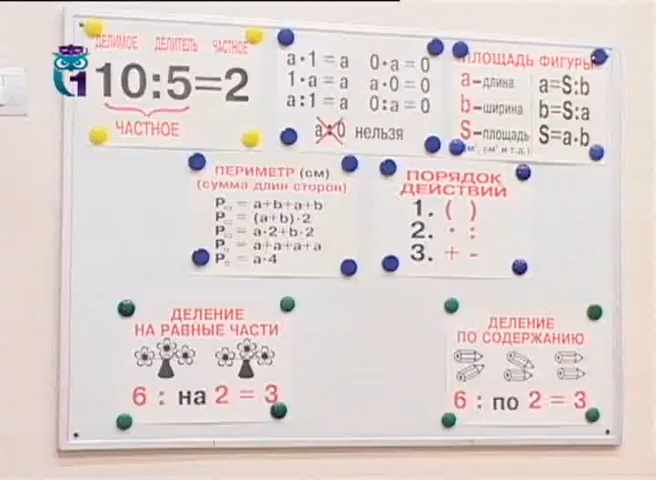 ДЕЛИМОЕ ДЕЛИТЕЛЬ ЧАСТНОЕ
1
10:5=2
ЧАСТНОЕ
a·1=a 0·a=0
1·a=a a·0=0
a:1=a 0:a=0
a:0 нельзя
ПЛОЩАДЬ ФИГУРЫ
a–длина a=S:b
b–ширина b=S:a
S–площадь S=a·b
ПЕРИМЕТР (см)
(сумма длин сторон)
P = a+b+a+b
P = (a+b)·2
P = a·2+b·2
P = a+a+a+a
P = a·4
ПОРЯДОК
ДЕЙСТВИЙ
1. ( )
2. · :
3. + -
ДЕЛЕНИЕ
НА РАВНЫЕ ЧАСТИ
6 : на 2 = 3
ДЕЛЕНИЕ
ПО СОДЕРЖАНИЮ
6 : по 2 = 3